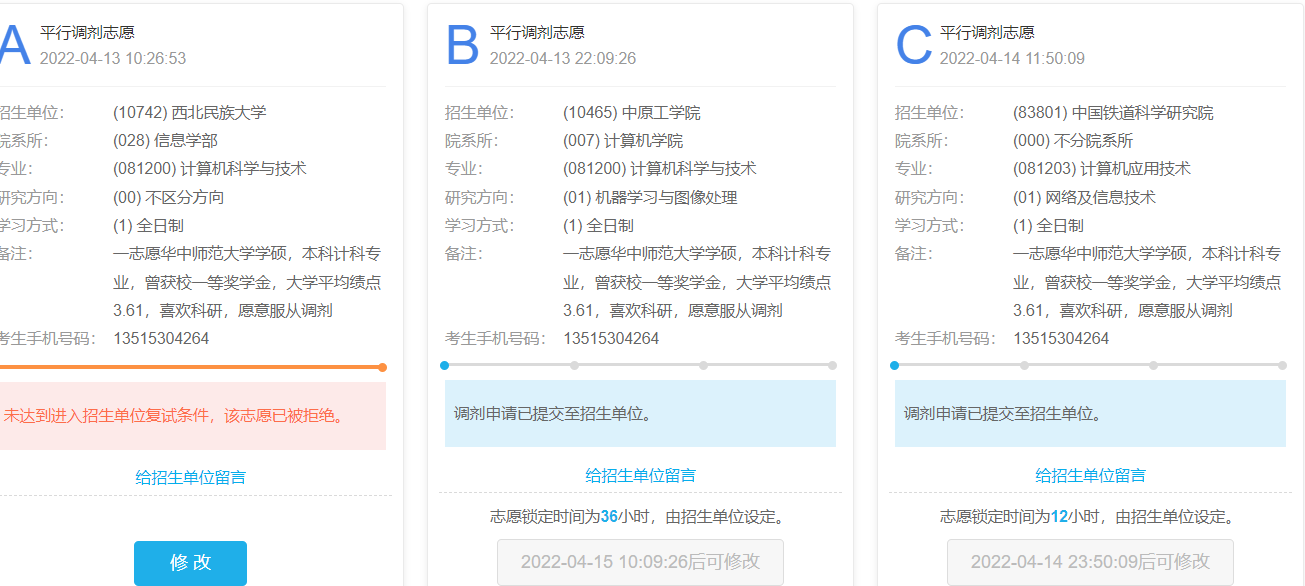 A 平行调剂志愿
2022-04-13 10:26:53
招生单位： (10742) 西北民族大学
院系所： (028) 信息学部
专业： (081200) 计算机科学与技术
研究方向： (00) 不区分方向
学习方式： (1) 全日制
备注： 一志愿华中师范大学学硕，本科计科专
业，曾获校一等奖学金，大学平均绩点
3.61，喜欢科研，愿意服从调剂
考生手机号码： 13515304264
未达到进入招生单位复试条件，该志愿已被拒绝。
给招生单位留言
修 改
B 平行调剂志愿
2022-04-13 22:09:26
招生单位： (10465) 中原工学院
院系所： (007) 计算机学院
专业： (081200) 计算机科学与技术
研究方向： (01) 机器学习与图像处理
学习方式： (1) 全日制
备注： 一志愿华中师范大学学硕，本科计科专
业，曾获校一等奖学金，大学平均绩点
3.61，喜欢科研，愿意服从调剂
考生手机号码： 13515304264
调剂申请已提交至招生单位。
给招生单位留言
志愿锁定时间为36小时，由招生单位设定。
2022-04-15 10:09:26后可修改
C 平行调剂志愿
2022-04-14 11:50:09
招生单位： (83801) 中国铁道科学研究院
院系所： (000) 不分院系所
专业： (081203) 计算机应用技术
研究方向： (01) 网络及信息技术
学习方式： (1) 全日制
备注： 一志愿华中师范大学学硕，本科计科专
业，曾获校一等奖学金，大学平均绩点
3.61，喜欢科研，愿意服从调剂
考生手机号码： 13515304264
调剂申请已提交至招生单位。
给招生单位留言
志愿锁定时间为12小时，由招生单位设定。
2022-04-14 23:50:09后可修改